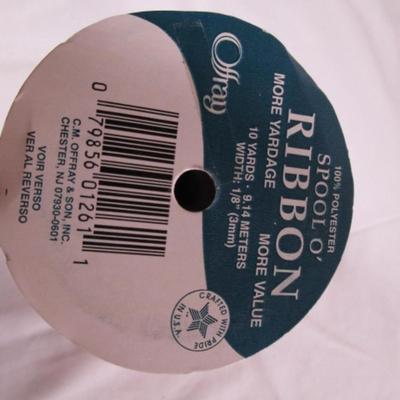 Offray
100% POLYESTER
SPOOL O'
RIBBON
MORE YARDAGE MORE VALUE
10 YARDS - 9.14 METERS
WIDTH: 1/8" (3mm)
CRAFTED WITH PRIDE IN U.S.A.
0 79856 01261 1
C.M. OFFRAY & SON, INC.
CHESTER, NJ 07930-0601
VOIR VERSO
VER AL REVERSO